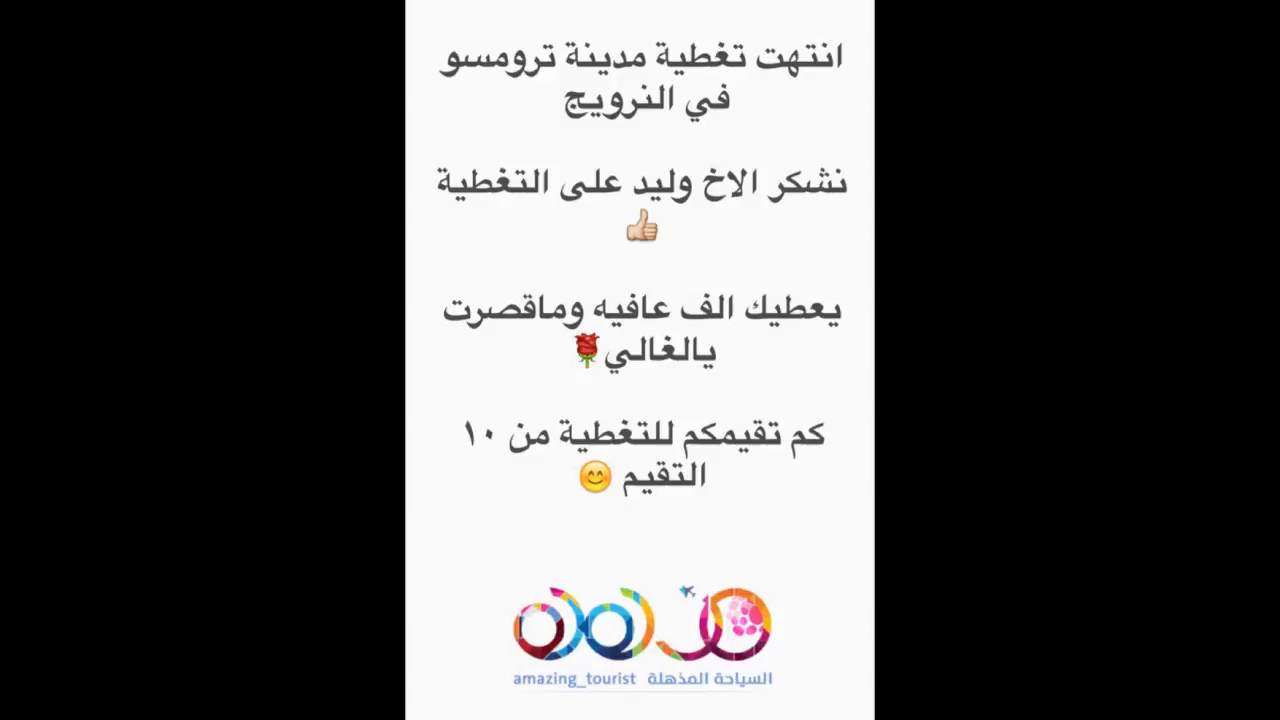 انتهت تغطية مدينة ترومسو
في النرويج
نشكر الاخ وليد على التغطية
👍🏼
يعطيك الف عافيه وماقصرت
يالغالي🌹
كم تقيمكم للتغطية من ١٠
التقيم 😊
السياحة المذهلة amazing_tourist